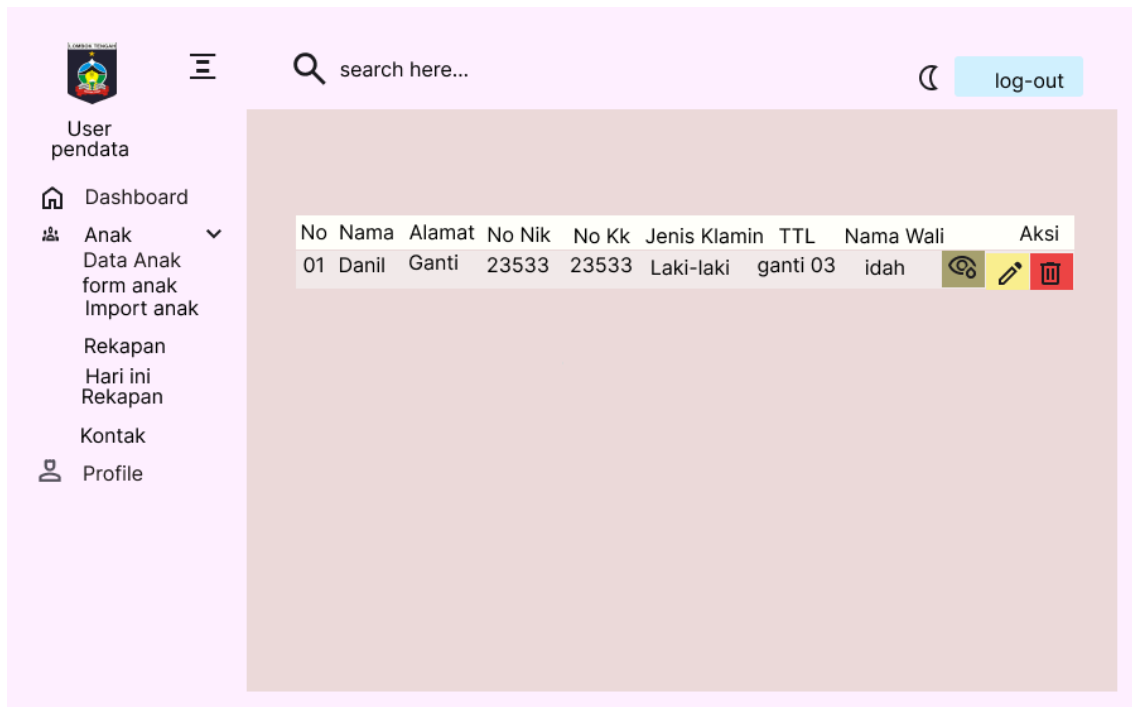 LOMBOK TENGAH
search here...
log-out
User
pendata
Dashboard
Anak
Data Anak
form anak
Import anak
Rekapan
Hari ini
Rekapan
Kontak
Profile
No Nama Alamat No Nik No Kk Jenis Klamin TTL Nama Wali Aksi
01 Danil Ganti 23533 23533 Laki-laki ganti 03 idah